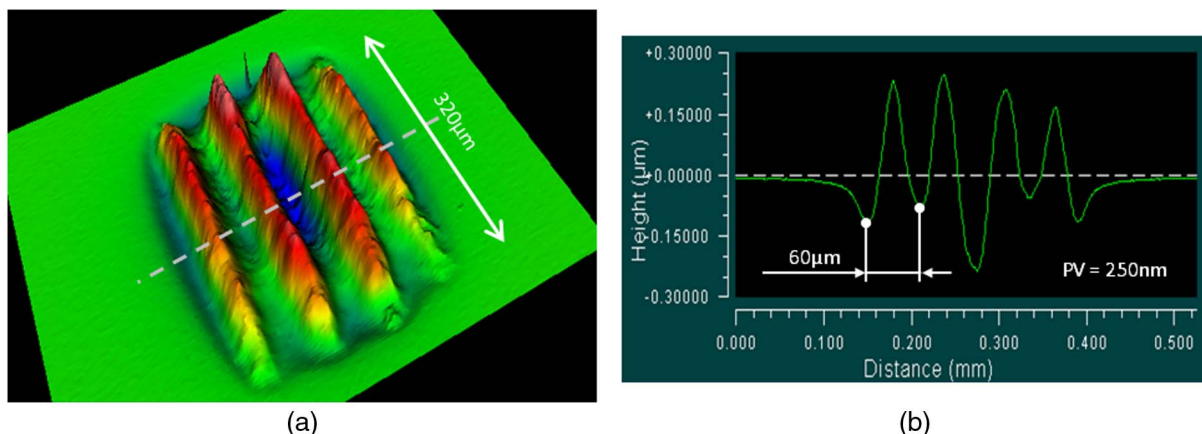 320µm
(a)
+0.30000
+0.15000
+0.00000
-0.15000
-0.30000
Height (µm)
60µm
PV = 250nm
0.000
0.100
0.200
0.300
0.400
0.500
Distance (mm)
(b)